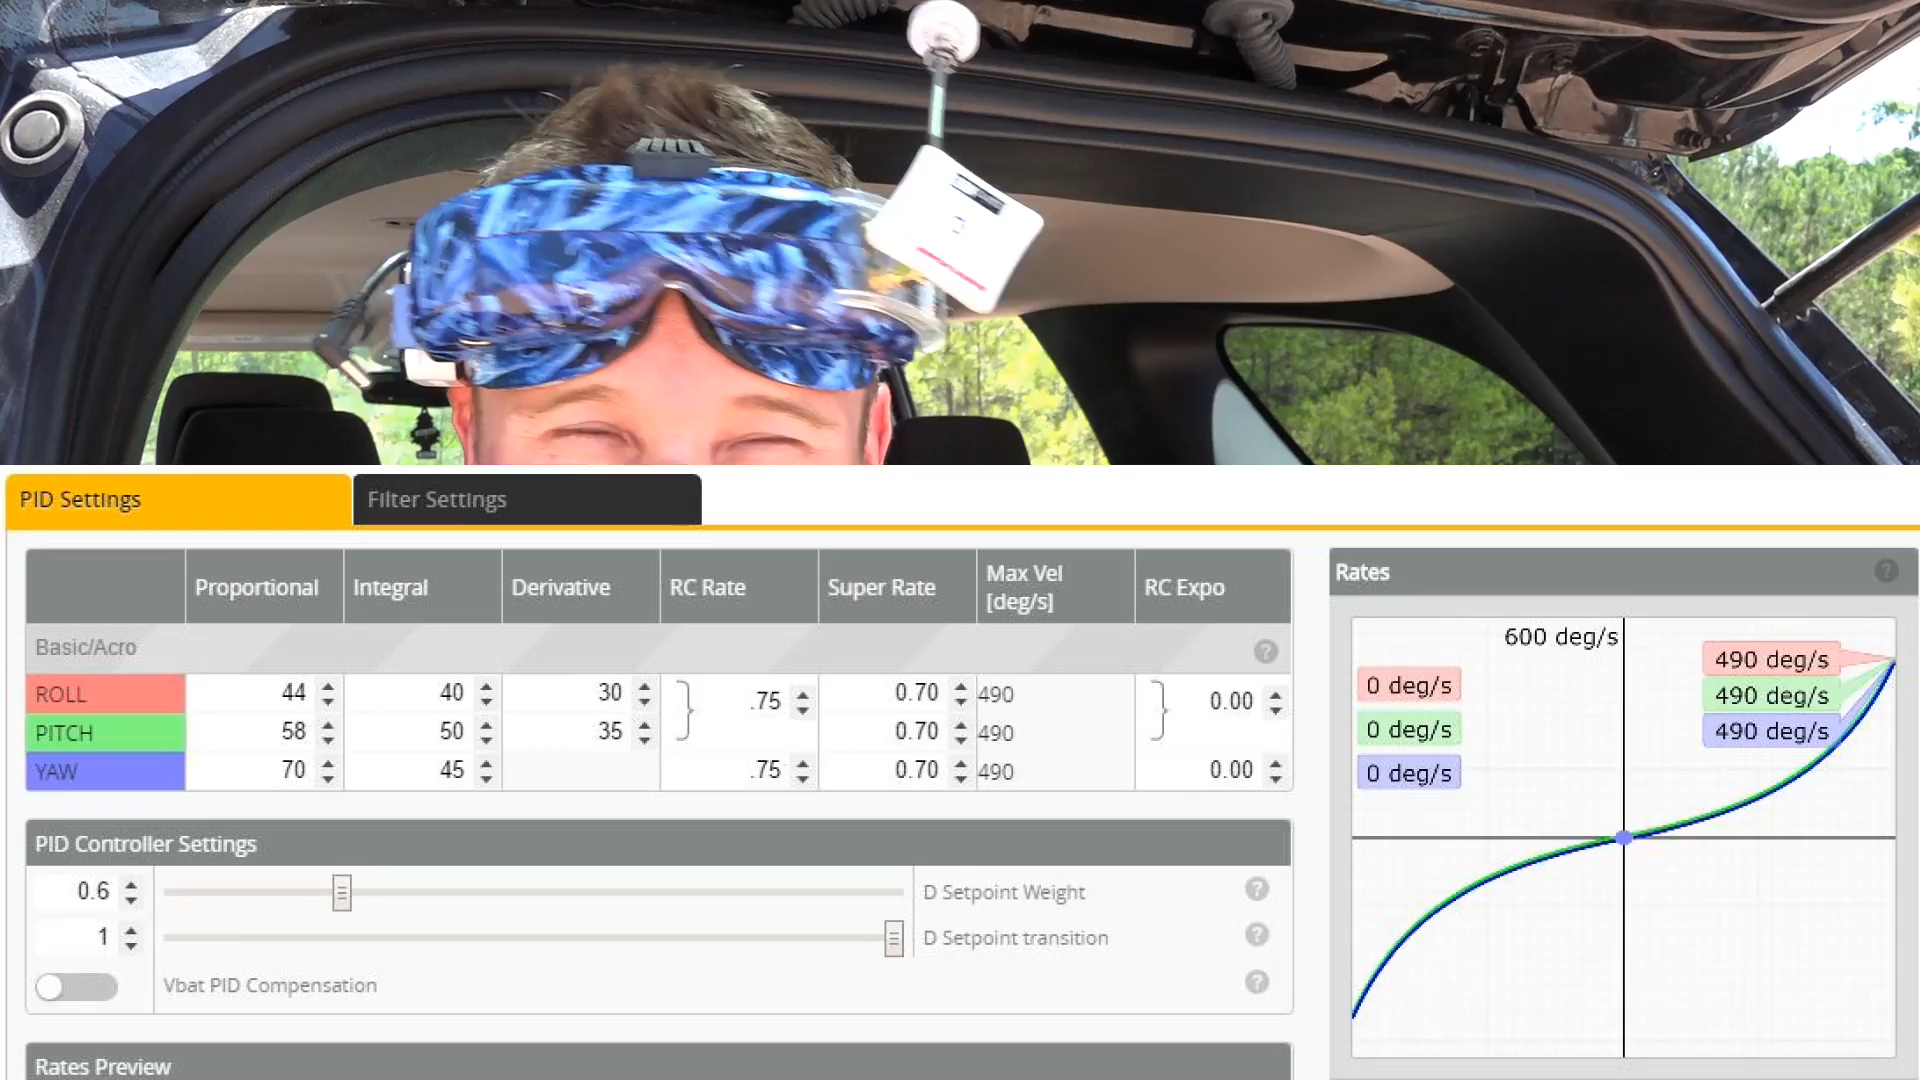 PID Settings
Filter Settings
Proportional Integral Derivative RC Rate Super Rate Max Vel [deg/s] RC Expo
Basic/Acro
ROLL 44 40 30 .75 0.70 490 0.00
PITCH 58 50 35 0.70 490
YAW 70 45 .75 0.70 490 0.00
PID Controller Settings
0.6 D Setpoint Weight
1 D Setpoint transition
Vbat PID Compensation
Rates Preview
Rates
600 deg/s
490 deg/s
490 deg/s
490 deg/s
0 deg/s
0 deg/s
0 deg/s